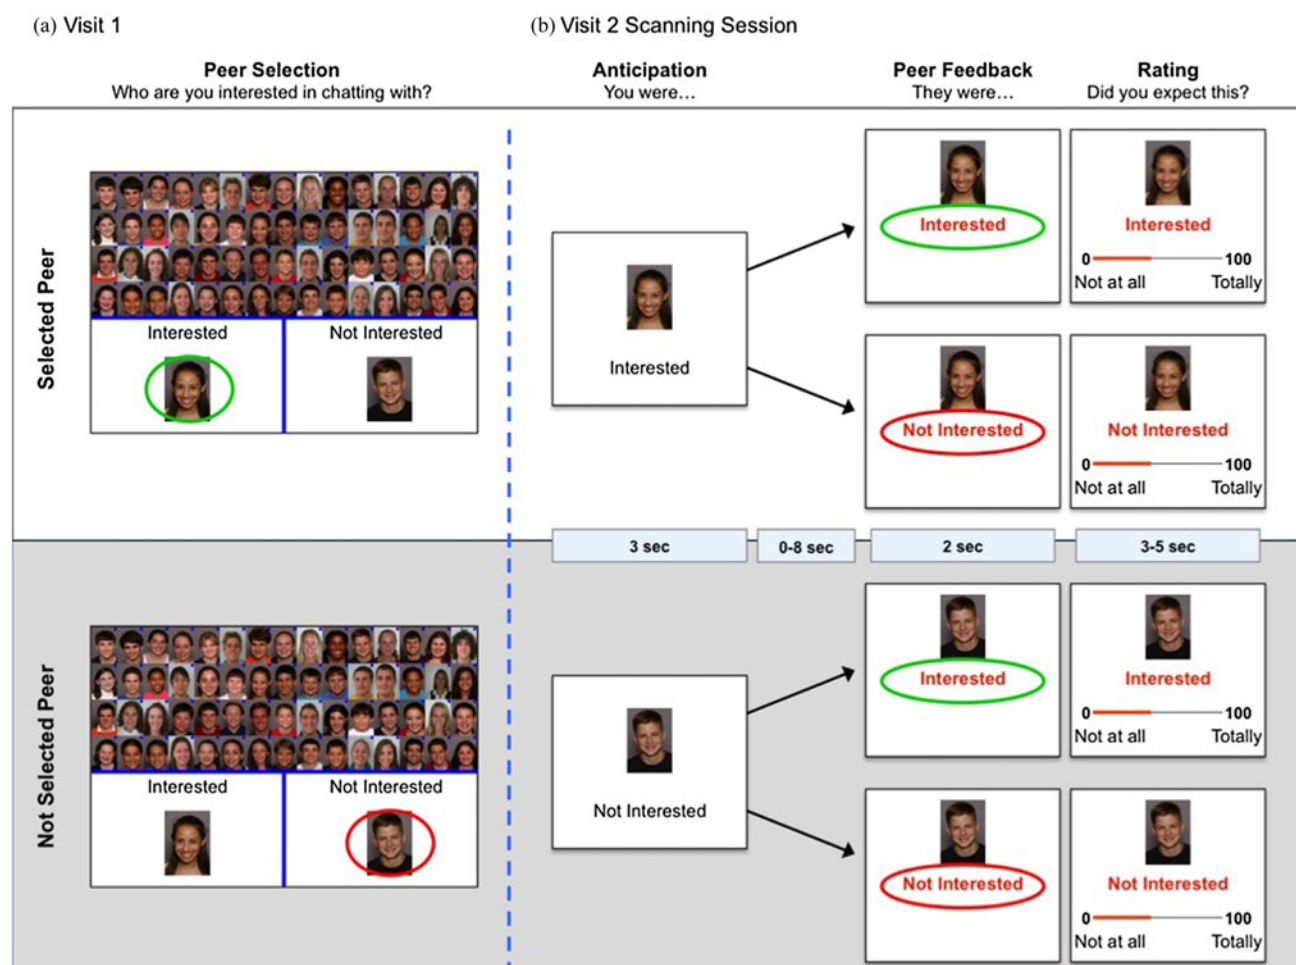 (a) Visit 1
(b) Visit 2 Scanning Session
Peer Selection
Who are you interested in chatting with?
Anticipation
You were…
Peer Feedback
They were…
Rating
Did you expect this?
Selected Peer
Interested
Not Interested
Interested
Interested
Interested
0
100
Not at all
Totally
Not Interested
Not Interested
0
100
Not at all
Totally
3 sec
0-8 sec
2 sec
3-5 sec
Not Selected Peer
Interested
Not Interested
Not Interested
Interested
Interested
0
100
Not at all
Totally
Not Interested
Not Interested
0
100
Not at all
Totally